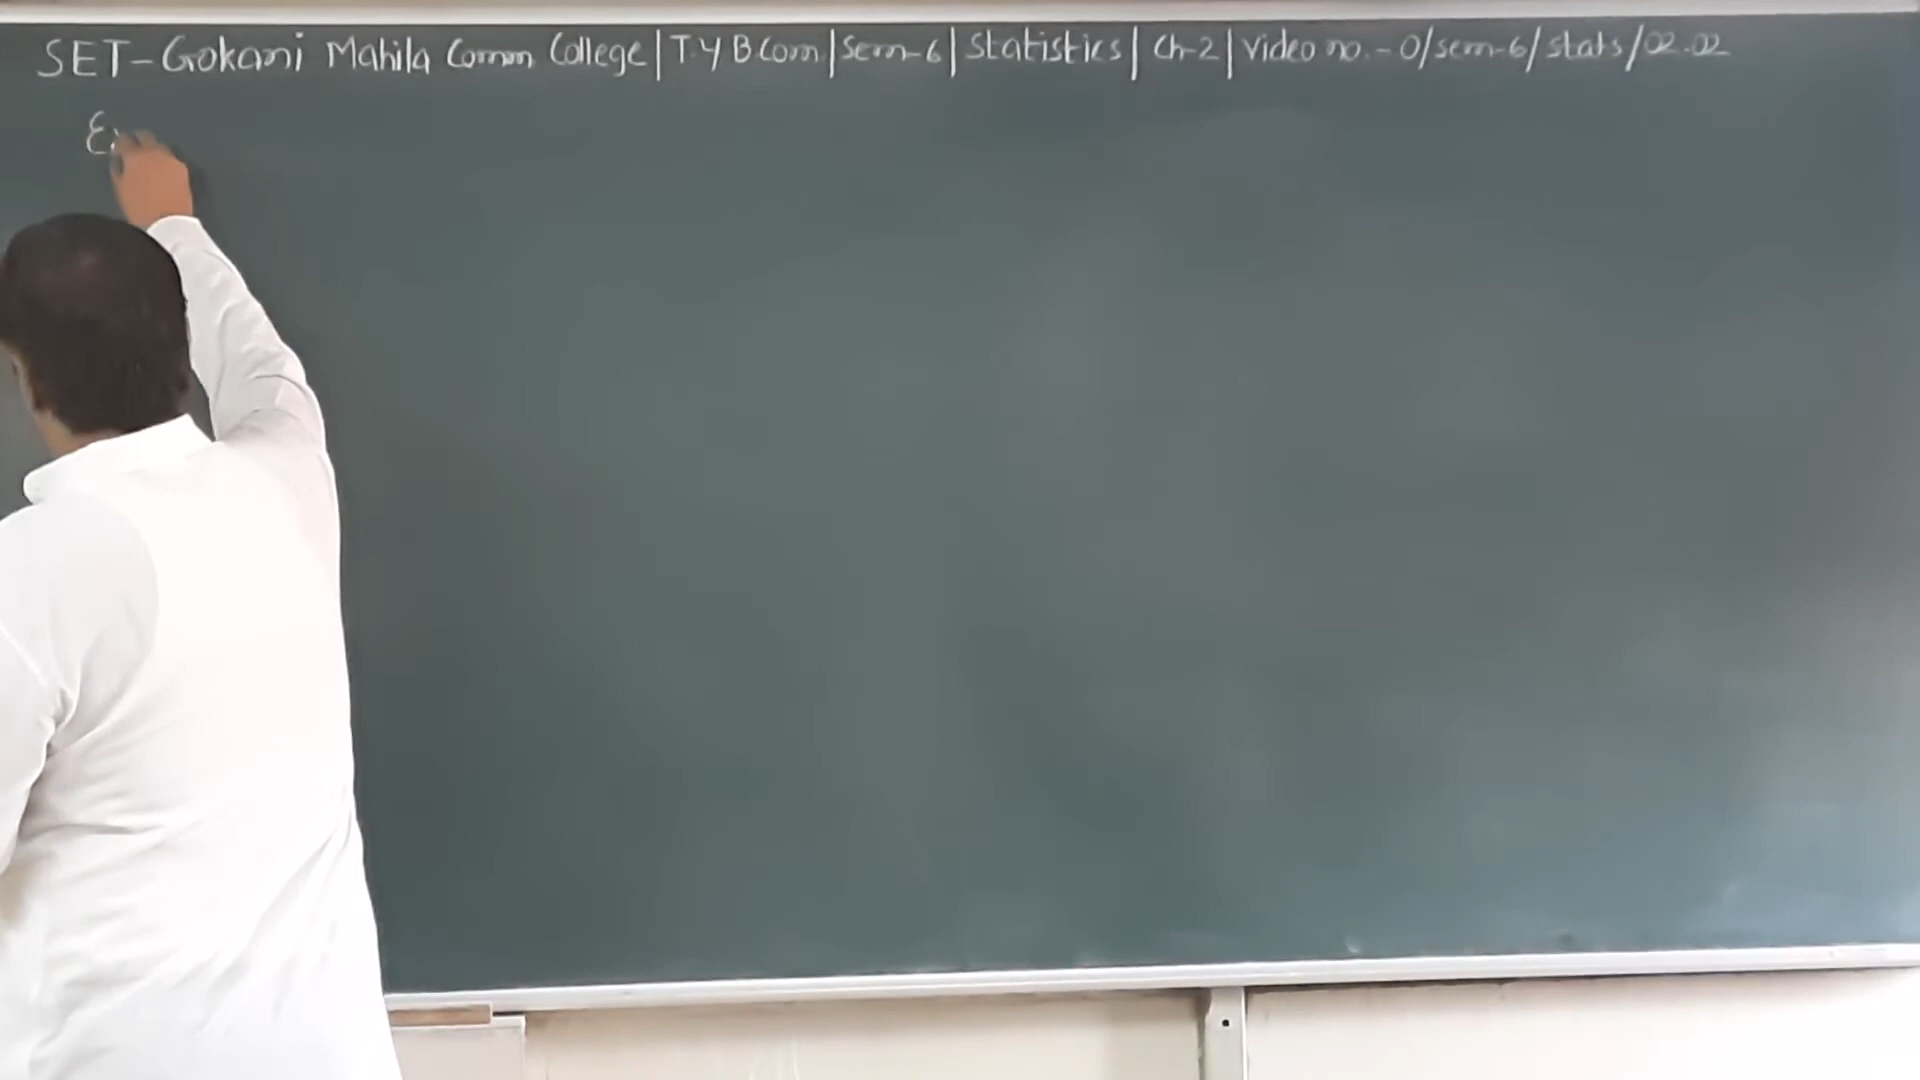 SET-Gokani Mahila Comm College | T.Y B Com | Sem-6 | Statistics | Ch-2 | Video no.- 0/sem-6/stats/02.02